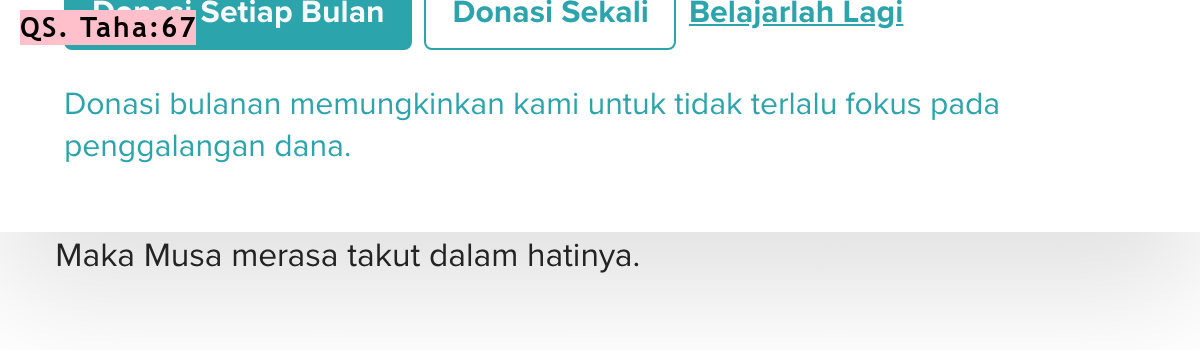 QS. Taha:67
Donasi Setiap Bulan Donasi Sekali Belajarlah Lagi
Donasi bulanan memungkinkan kami untuk tidak terlalu fokus pada
penggalangan dana.
Maka Musa merasa takut dalam hatinya.